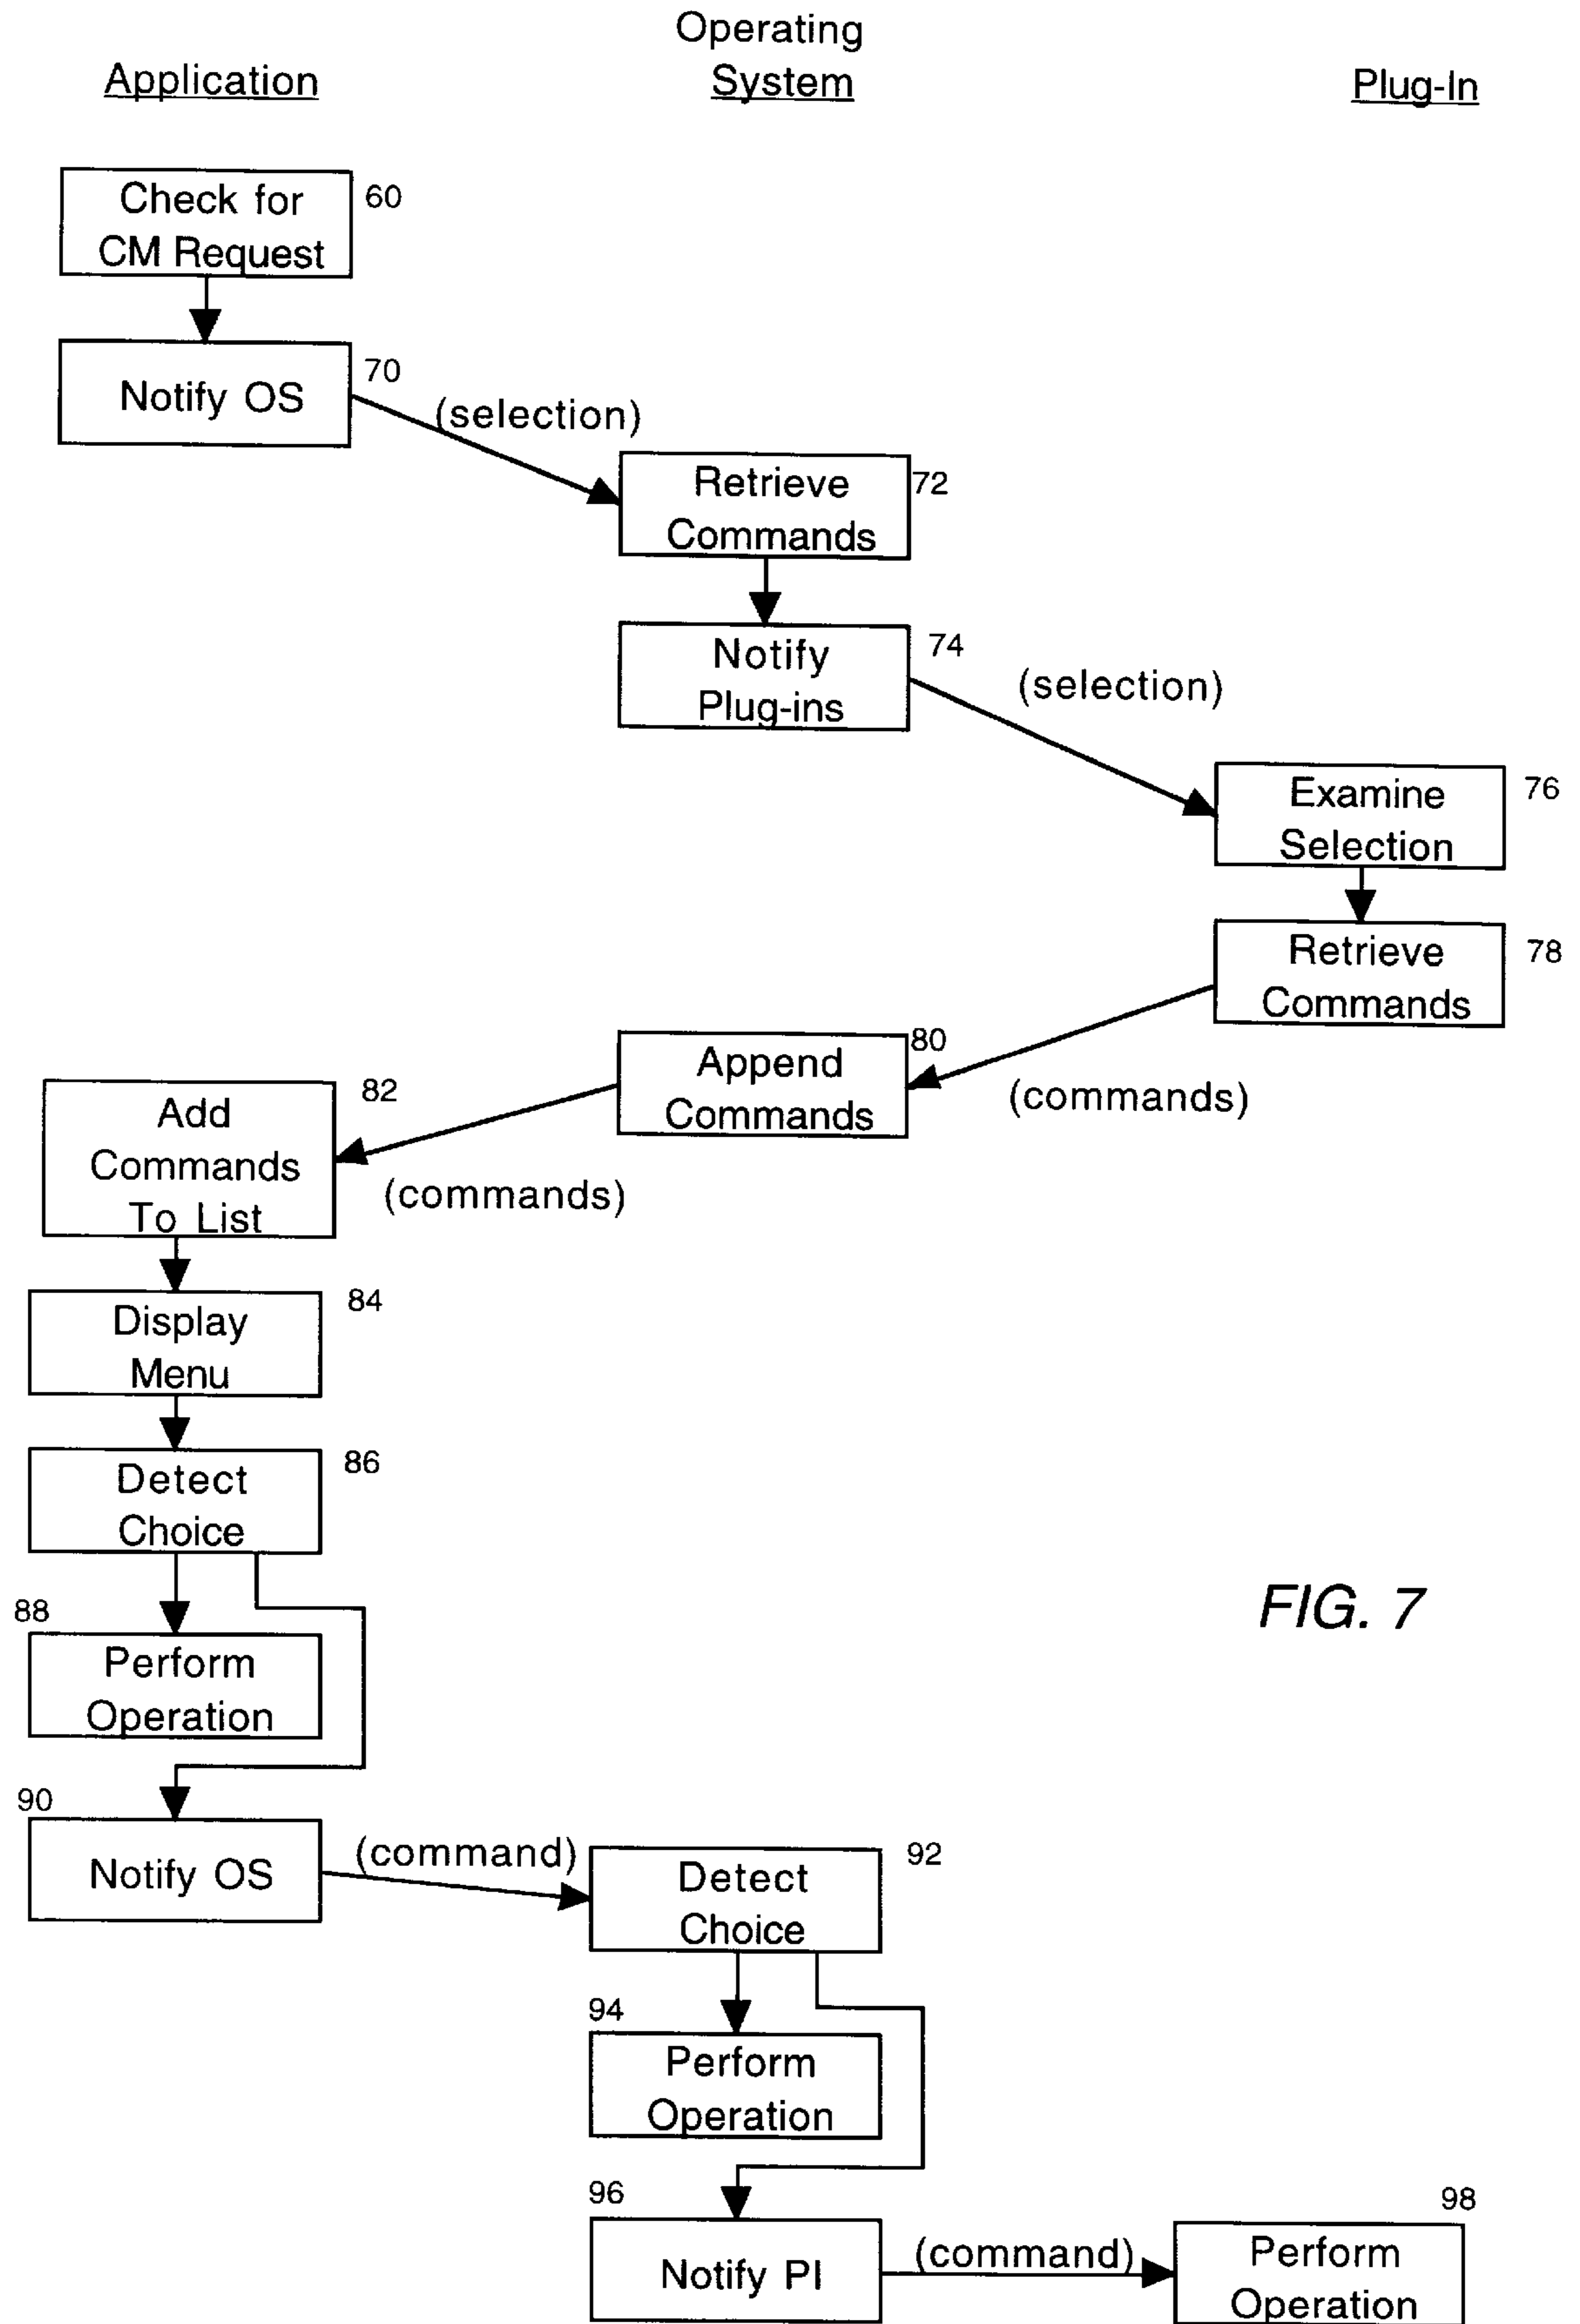 Operating
Application
System
Plug-In
Check for
CM Request
60
Notify OS
70
(selection)
Retrieve
Commands
72
Notify
Plug-ins
74
(selection)
Examine
Selection
76
Retrieve
Commands
78
Append
Commands
80
(commands)
Add
Commands
To List
82
(commands)
Display
Menu
84
Detect
Choice
86
88
Perform
Operation
FIG. 7
90
Notify OS
(command)
Detect
Choice
92
94
Perform
Operation
96
Notify PI
(command)
98
Perform
Operation